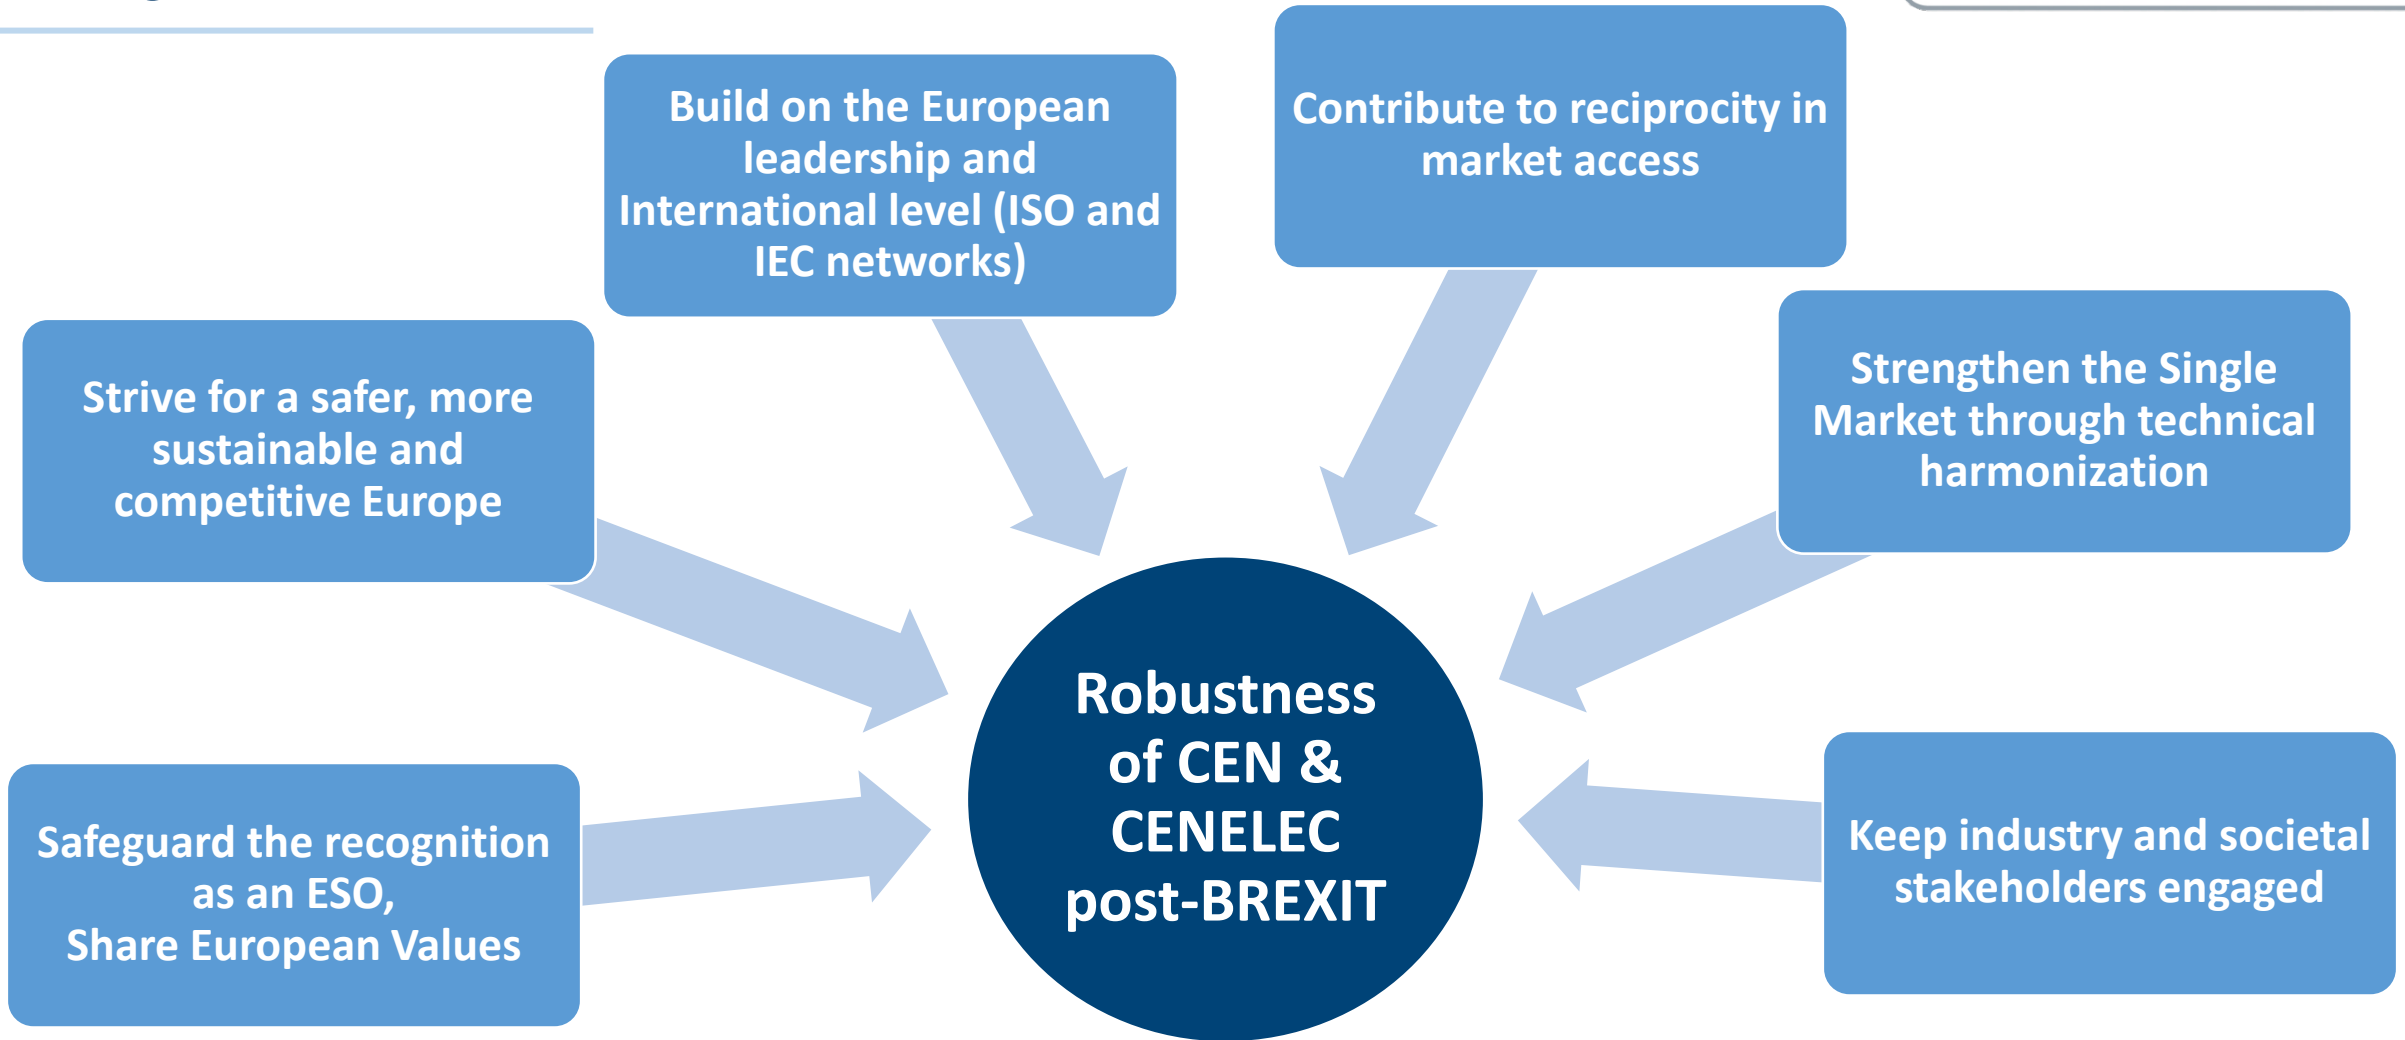 Build on the European
leadership and
International level (ISO and
IEC networks)
Contribute to reciprocity in
market access
Strive for a safer, more
sustainable and
competitive Europe
Strengthen the Single
Market through technical
harmonization
Safeguard the recognition
as an ESO,
Share European Values
Robustness
of CEN &
CENELEC
post-BREXIT
Keep industry and societal
stakeholders engaged